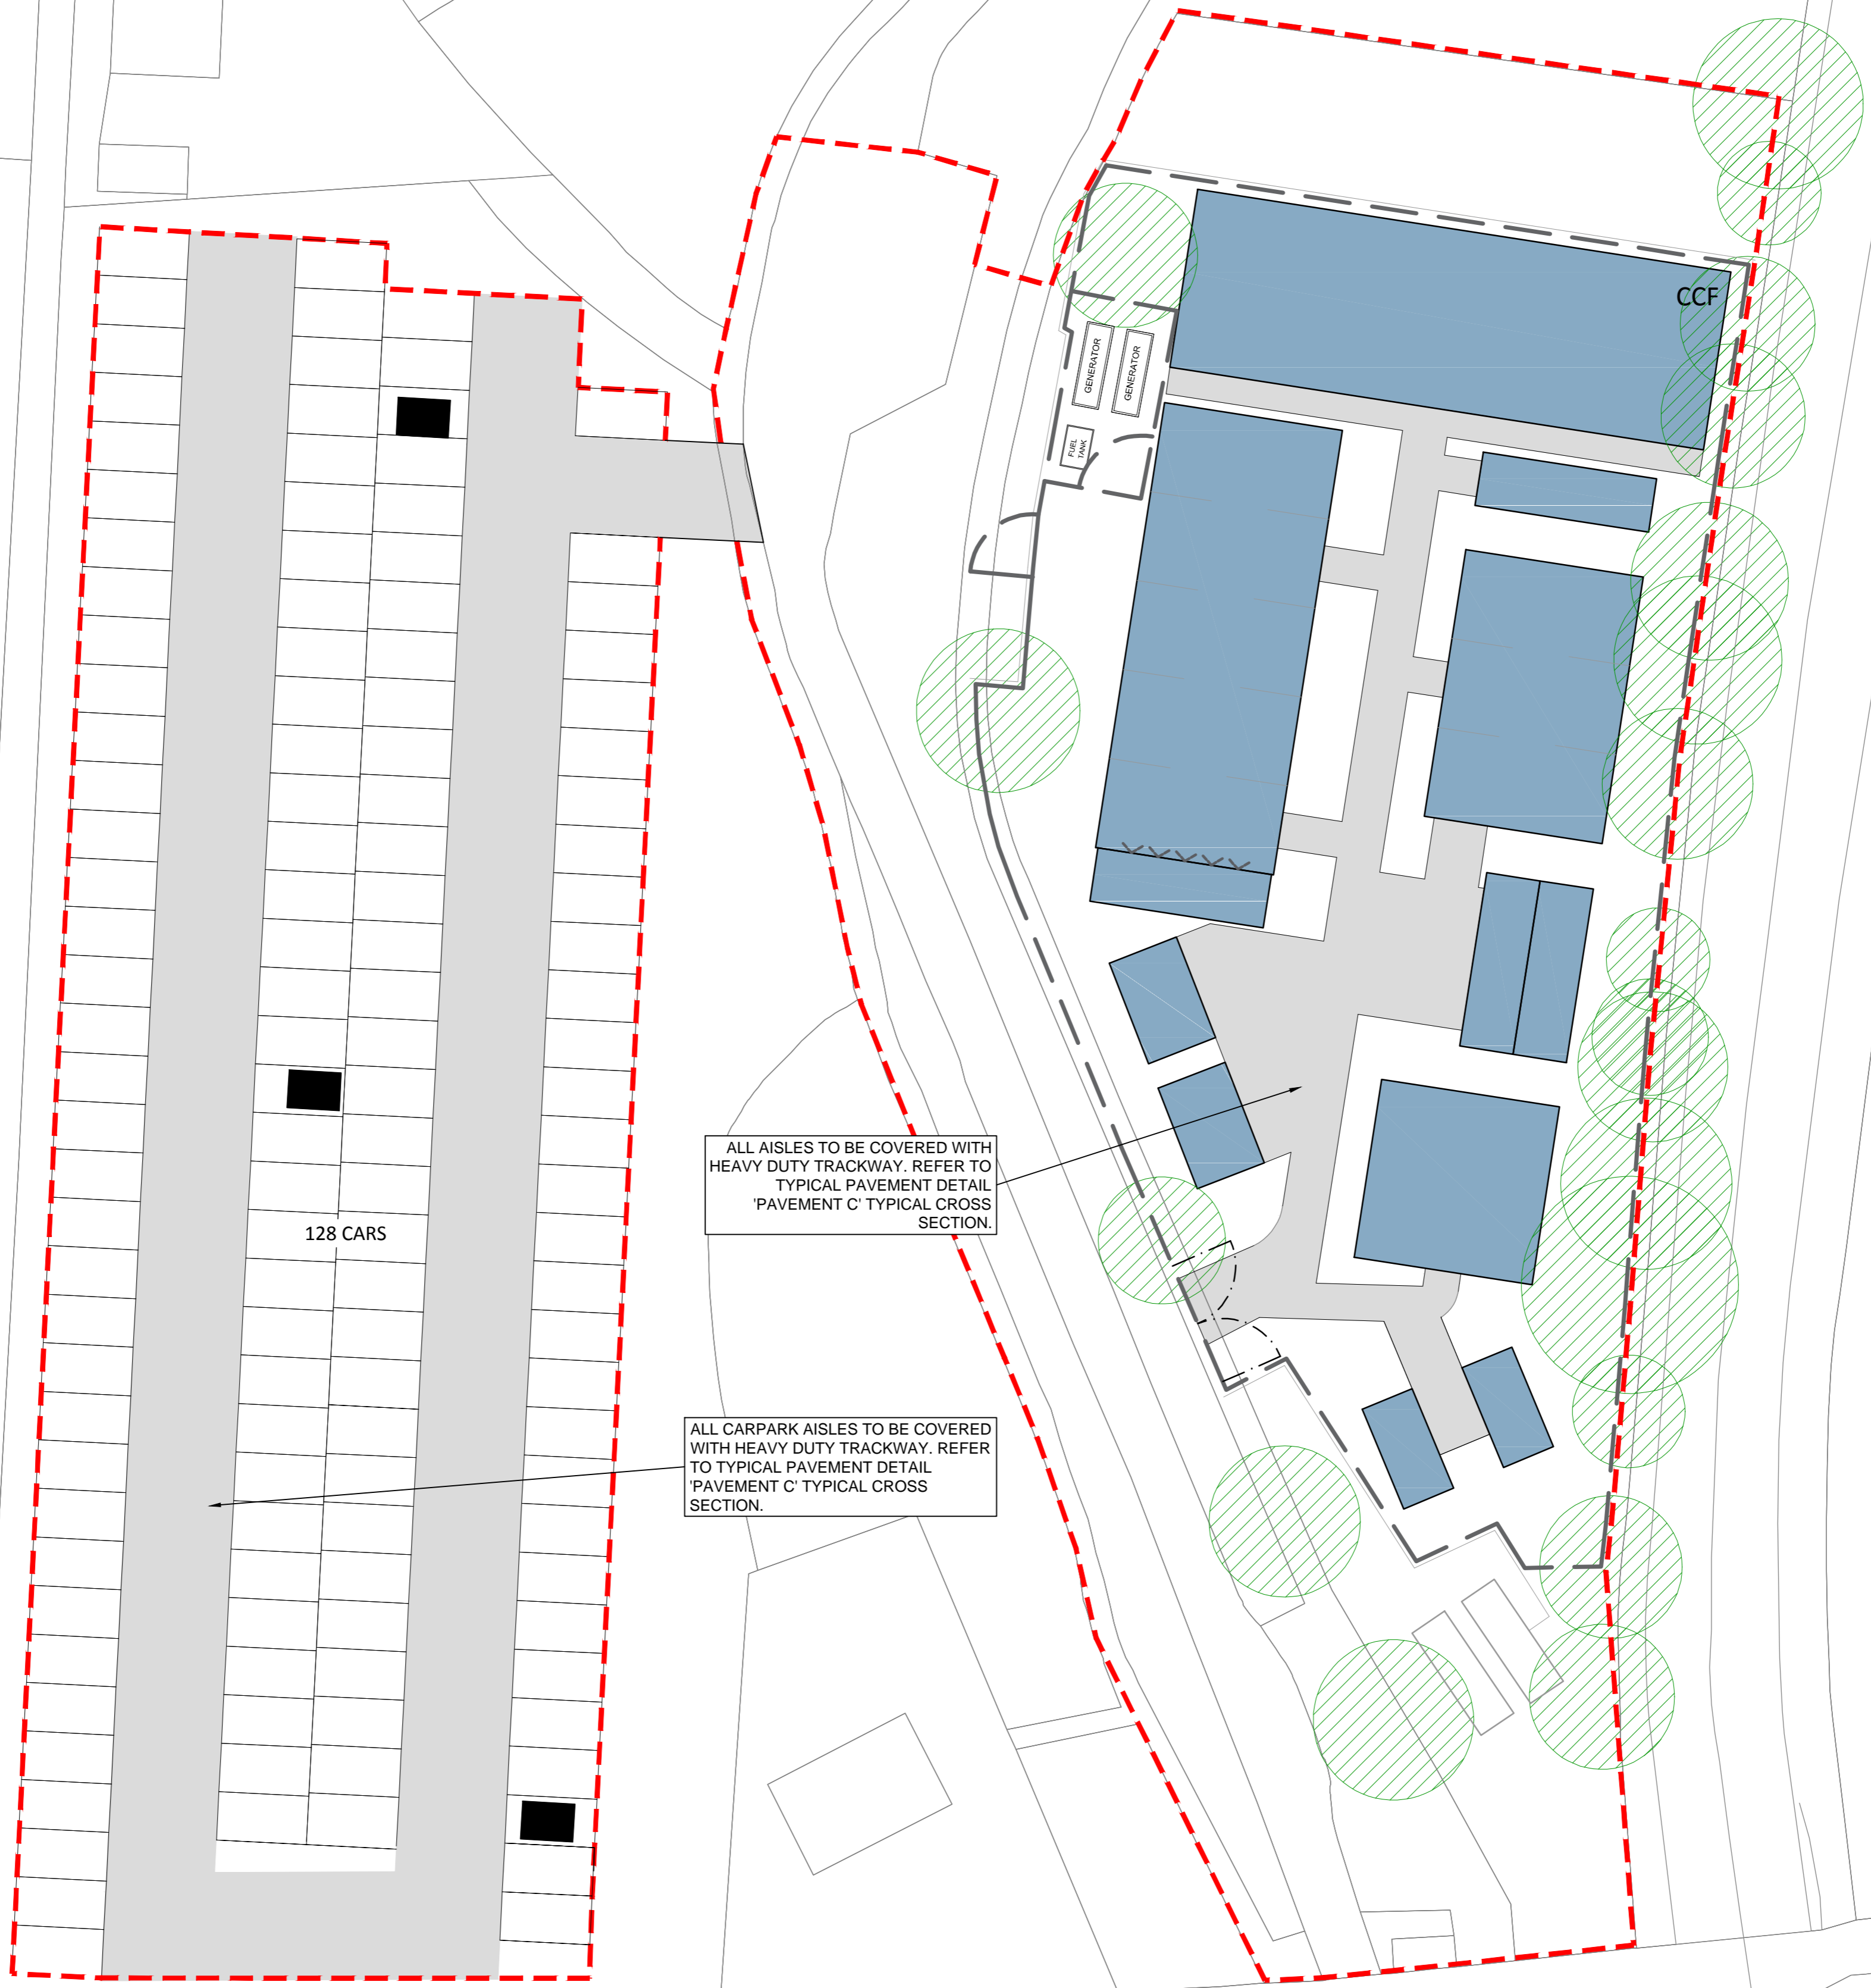 CCF
GENERATOR
GENERATOR
FUEL
TANK
ALL AISLES TO BE COVERED WITH
HEAVY DUTY TRACKWAY. REFER TO
TYPICAL PAVEMENT DETAIL
'PAVEMENT C' TYPICAL CROSS
SECTION.
128 CARS
ALL CARPARK AISLES TO BE COVERED
WITH HEAVY DUTY TRACKWAY. REFER
TO TYPICAL PAVEMENT DETAIL
'PAVEMENT C' TYPICAL CROSS
SECTION.